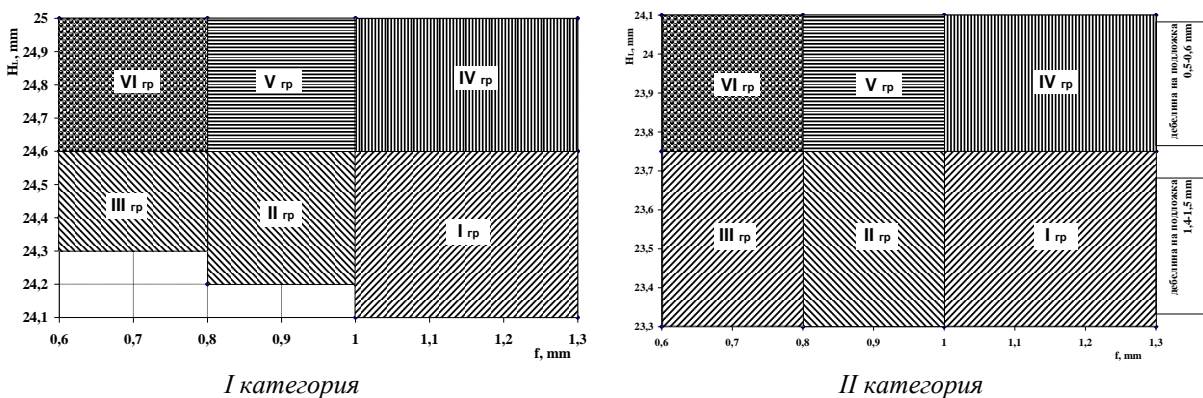 25
24,9
24,8
24,7
24,6
24,5
24,4
24,3
24,2
24,1
HL, mm
VI гр
V гр
IV гр
III гр
II гр
I гр
0,6
0,7
0,8
0,9
1
1,1
1,2
1,3
f, mm
I категория
24,1
24
23,9
23,8
23,7
23,6
23,5
23,4
23,3
HL, mm
VI гр
V гр
IV гр
III гр
II гр
I гр
0,6
0,7
0,8
0,9
1
1,1
1,2
1,3
f, mm
дебелина на подложка
0,5-0,6 mm
дебелина на подложка
1,4-1,5 mm
II категория